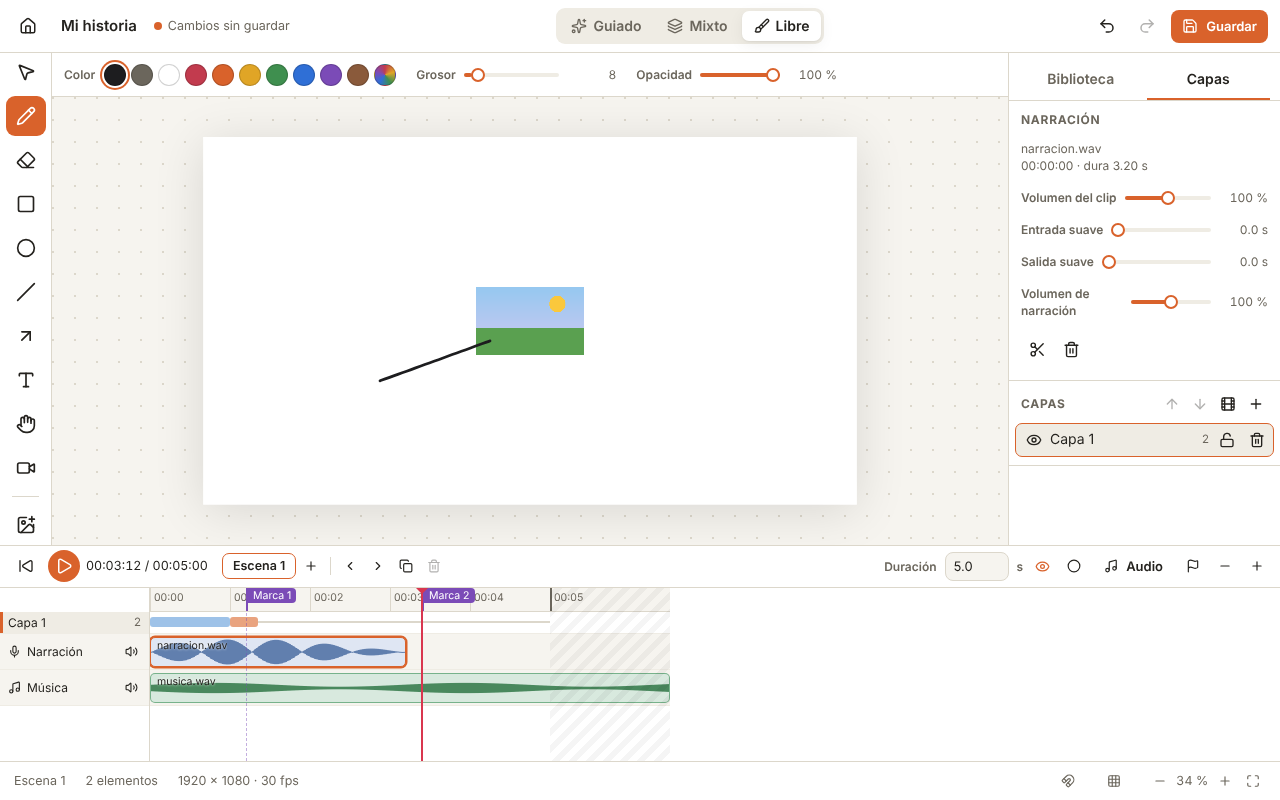 Mi historia
Cambios sin guardar
Guiado
Mixto
Libre
Guardar
Color
Grosor
8
Opacidad
100 %
Biblioteca
Capas
NARRACIÓN
narracion.wav
00:00:00 · dura 3.20 s
Volumen del clip
100 %
Entrada suave
0.0 s
Salida suave
0.0 s
Volumen de
narración
100 %
CAPAS
Capa 1
2
00:03:12 / 00:05:00
Escena 1
Duración
5.0
s
Audio
00:00
Marca 1
00:02
Marca 2
00:04
00:05
Capa 1
2
Narración
narracion.wav
Música
musica.wav
Escena 1
2 elementos
1920 × 1080 · 30 fps
34 %